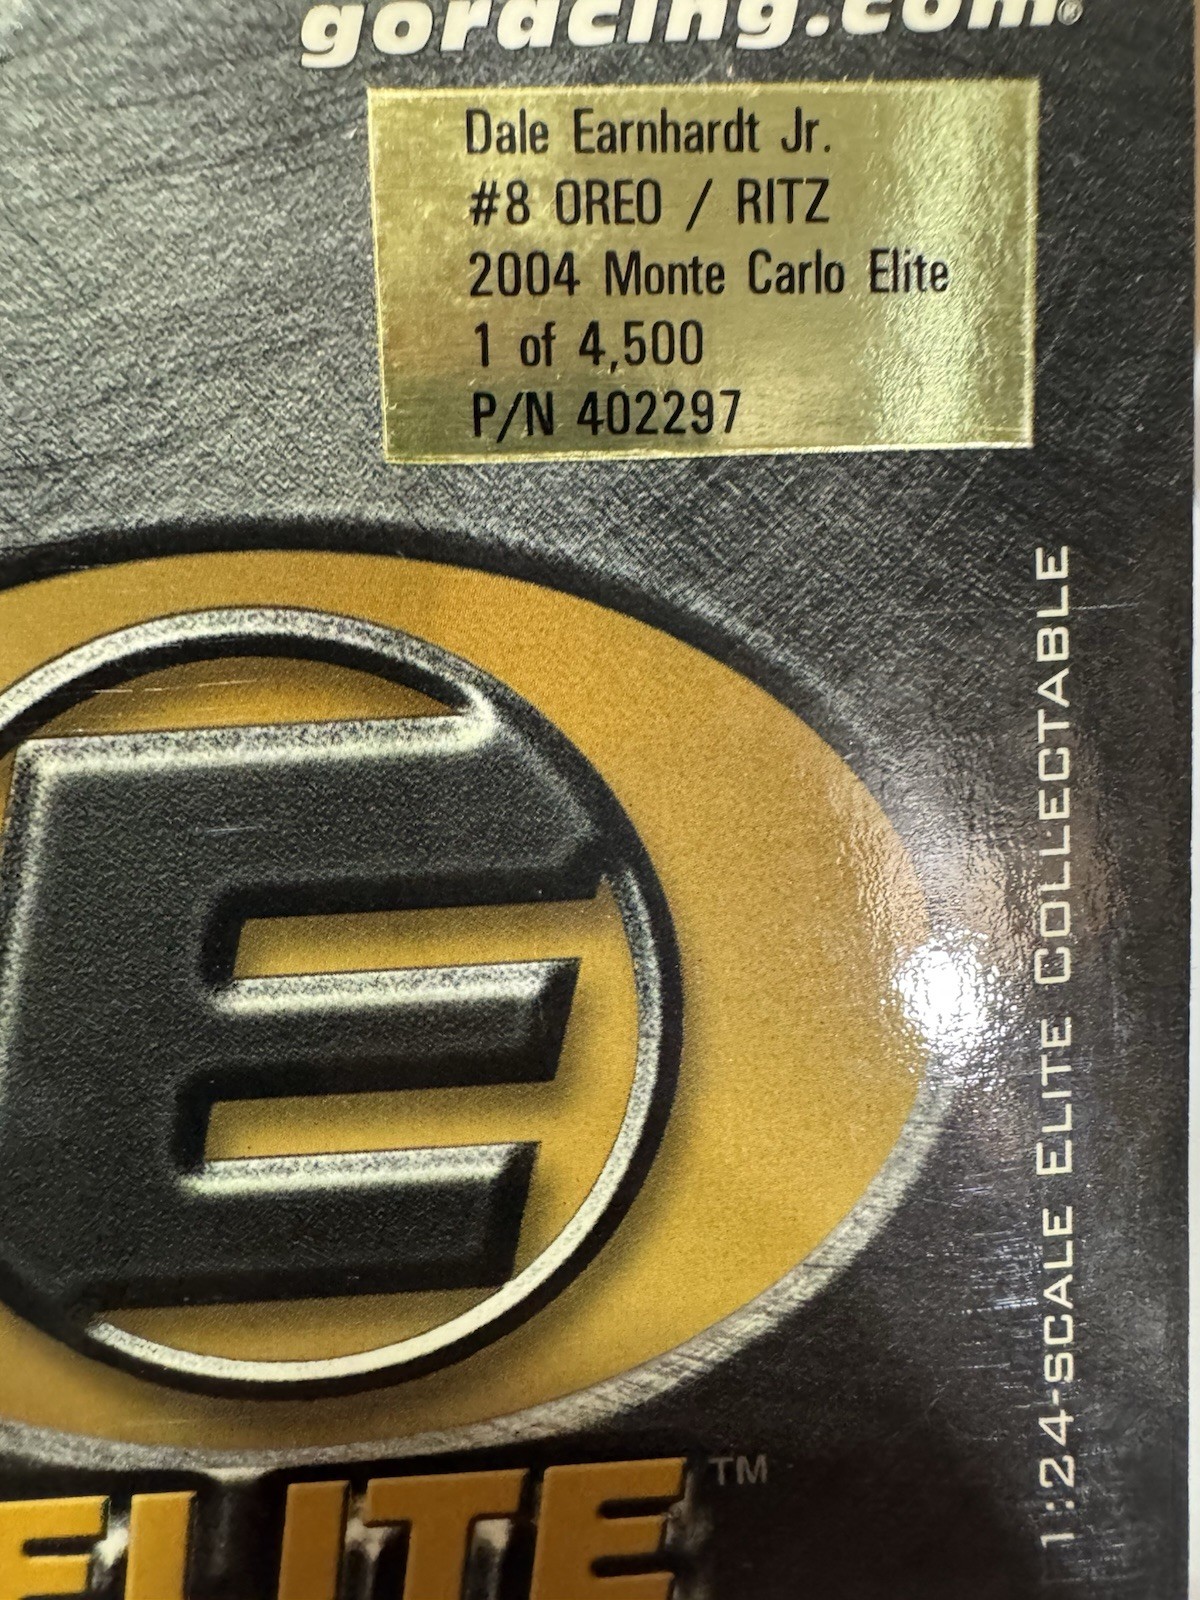 goracing.com®
Dale Earnhardt Jr.
#8 OREO / RITZ
2004 Monte Carlo Elite
1 of 4,500
P/N 402297
E
1:24-SCALE ELITE COLLECTABLE
ELITE™